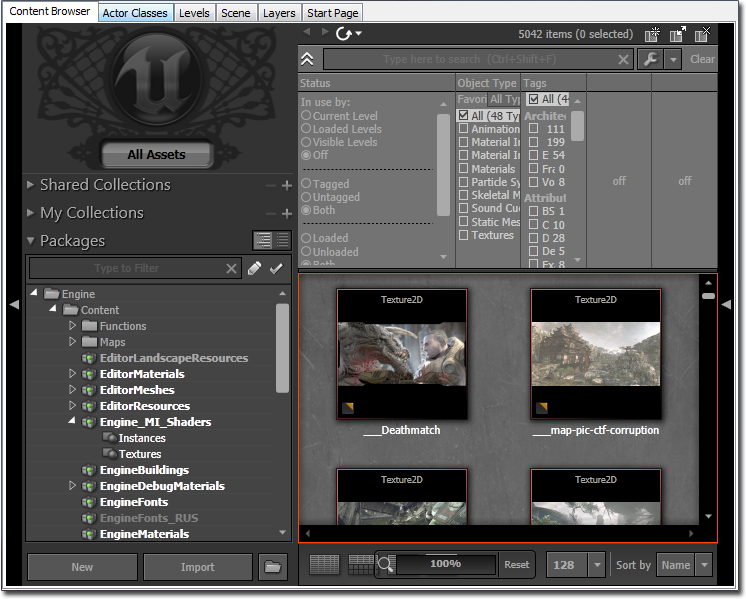 Content Browser Actor Classes Levels Scene Layers Start Page
5042 items (0 selected)
Type here to search (Ctrl+Shift+F) Clear
All Assets
Shared Collections
My Collections
Packages
Type to Filter
Engine
Content
Functions
Maps
EditorLandscapeResources
EditorMaterials
EditorMeshes
EditorResources
Engine_MI_Shaders
Instances
Textures
EngineBuildings
EngineDebugMaterials
EngineFonts
EngineFonts_RUS
EngineMaterials
New Import
Status
In use by:
Current Level
Loaded Levels
Visible Levels
Off
Tagged
Untagged
Both
Loaded
Unloaded
Both
Object Type
Favori All Typ
All (48 Typ
Animation
Material In
Material In
Materials
Particle Sy
Skeletal M
Sound Cue
Static Mes
Textures
Tags
All (4
Archite
111
199
E 54
Fra 0
Vo 8
Attribut
BS 1
C 10
D 28
De 5
Ex. 8
off off
Texture2D Texture2D
___Deathmatch ___map-pic-ctf-corruption
Texture2D Texture2D
100% Reset 128 Sort by Name